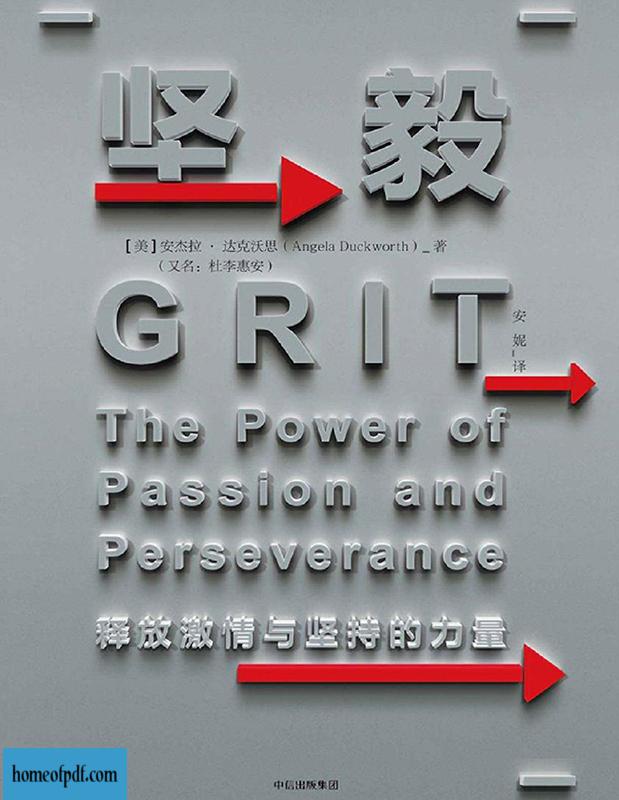 坚毅
[美]安杰拉·达克沃思(Angela Duckworth)_著
(又名：杜李惠安)
GRIT
安妮_译
The Power of
Passion and
Perseverance
释放激情与坚持的力量
homeofpdf.com
中信出版集团